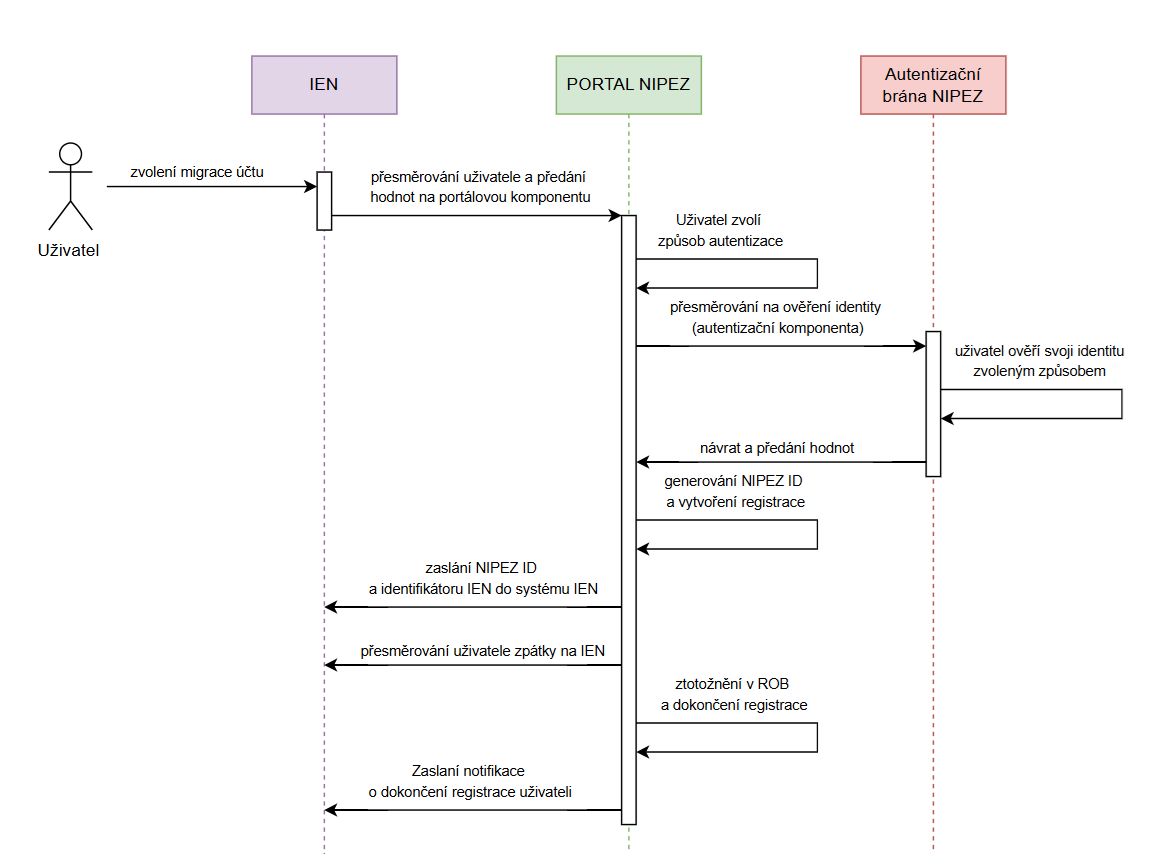 IEN
PORTAL NIPEZ
Autentizační
brána NIPEZ
zvolení migrace účtu
přesměrování uživatele a předání
hodnot na portálovou komponentu
Uživatel
Uživatel zvolí
způsob autentizace
přesměrování na ověření identity
(autentizační komponenta)
uživatel ověří svoji identitu
zvoleným způsobem
návrat a předání hodnot
generování NIPEZ ID
a vytvoření registrace
zaslání NIPEZ ID
a identifikátoru IEN do systému IEN
přesměrování uživatele zpátky na IEN
ztotožnění v ROB
a dokončení registrace
Zaslaní notifikace
o dokončení registrace uživateli